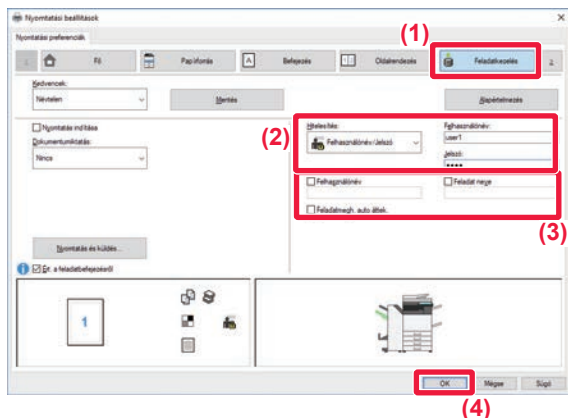 Nyomtatási beállítások
Nyomtatási preferenciák
(1)
Fő
Papírforrás
Befejezés
Oldalrendezés
Feladatkezelés
Kedvencek:
Névtelen
Mentés
Alapértelmezés
Nyomtatás indítása
Dokumentumiktatás:
Nincs
(2)
Hitelesítés:
Felhasználónév/Jelszó
Felhasználónév:
user1
Jelszó:
••••
Felhasználónév
Feladat neve
Feladatmegh. auto áttek.
(3)
Nyomtatás és küldés...
Ért. a feladatbefejezésről
1
OK
Mégse
Súgó
(4)